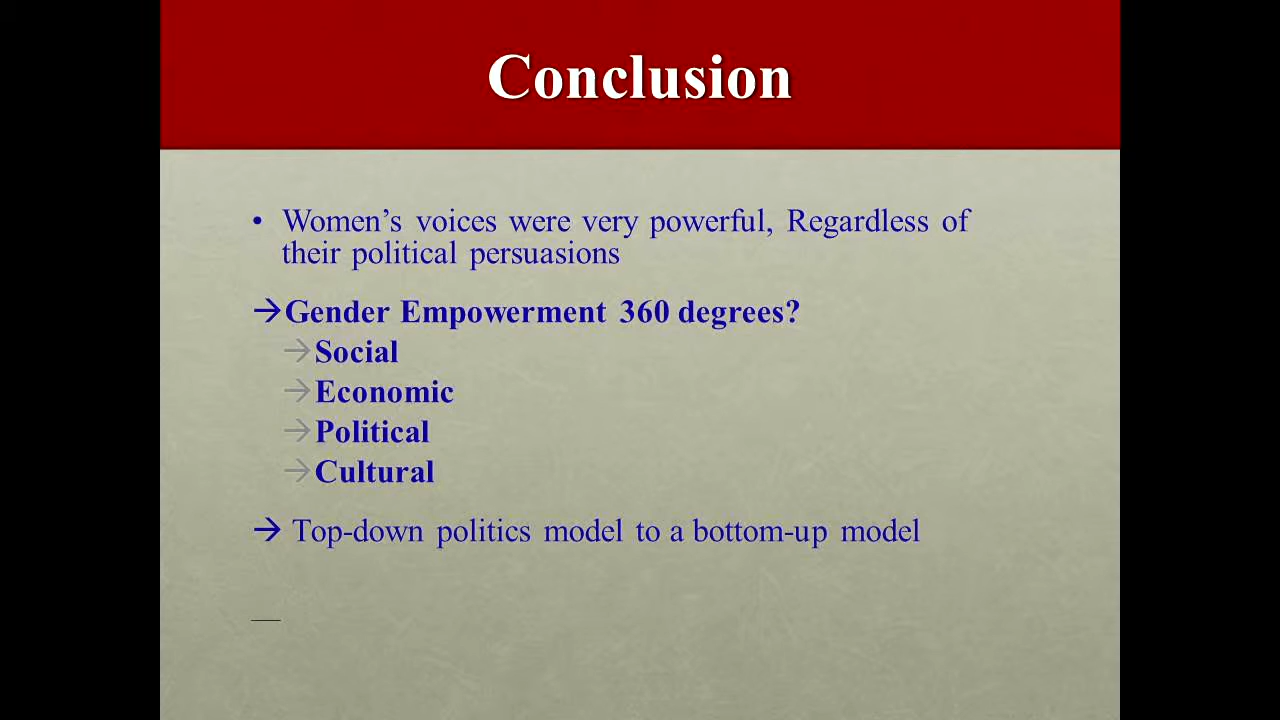 Conclusion
• Women’s voices were very powerful, Regardless of
their political persuasions
→Gender Empowerment 360 degrees?
→Social
→Economic
→Political
→Cultural
→ Top-down politics model to a bottom-up model